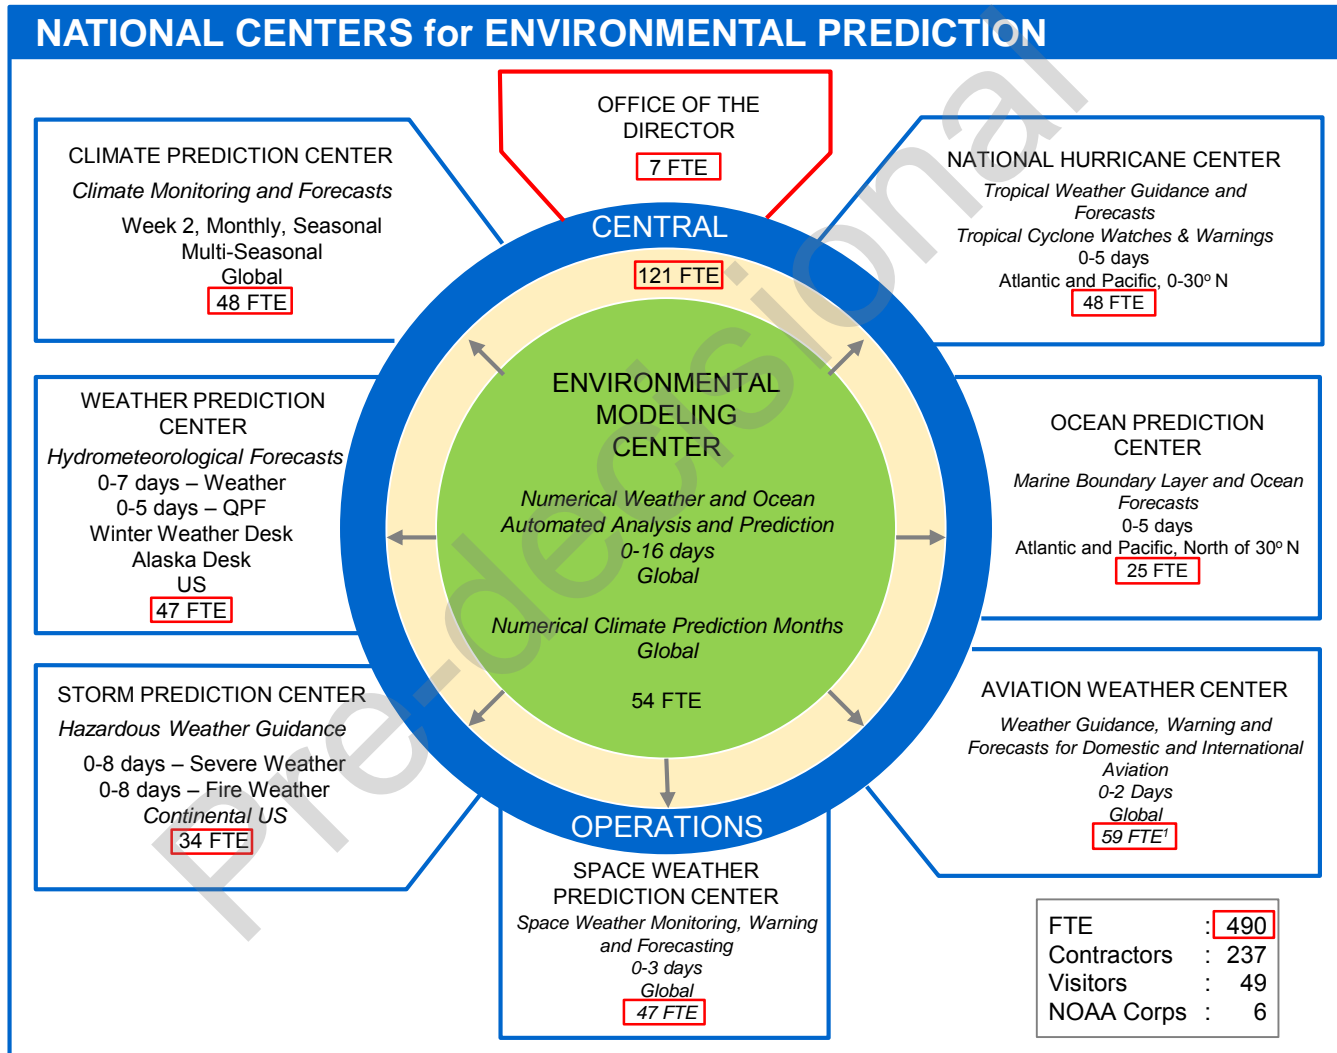 NATIONAL CENTERS for ENVIRONMENTAL PREDICTION
OFFICE OF THE
DIRECTOR
7 FTE
CLIMATE PREDICTION CENTER
Climate Monitoring and Forecasts
Week 2, Monthly, Seasonal
Multi-Seasonal
Global
48 FTE
NATIONAL HURRICANE CENTER
Tropical Weather Guidance and
Forecasts
Tropical Cyclone Watches & Warnings
0-5 days
Atlantic and Pacific, 0-30º N
48 FTE
CENTRAL
121 FTE
ENVIRONMENTAL
MODELING
CENTER
Numerical Weather and Ocean
Automated Analysis and Prediction
0-16 days
Global
Numerical Climate Prediction Months
Global
54 FTE
WEATHER PREDICTION
CENTER
Hydrometeorological Forecasts
0-7 days – Weather
0-5 days – QPF
Winter Weather Desk
Alaska Desk
US
47 FTE
OCEAN PREDICTION
CENTER
Marine Boundary Layer and Ocean
Forecasts
0-5 days
Atlantic and Pacific, North of 30º N
25 FTE
STORM PREDICTION CENTER
Hazardous Weather Guidance
0-8 days – Severe Weather
0-8 days – Fire Weather
Continental US
34 FTE
AVIATION WEATHER CENTER
Weather Guidance, Warning and
Forecasts for Domestic and International
Aviation
0-2 Days
Global
59 FTE¹
OPERATIONS
SPACE WEATHER
PREDICTION CENTER
Space Weather Monitoring, Warning
and Forecasting
0-3 days
Global
47 FTE
FTE : 490
Contractors : 237
Visitors : 49
NOAA Corps : 6
Pre-decisional